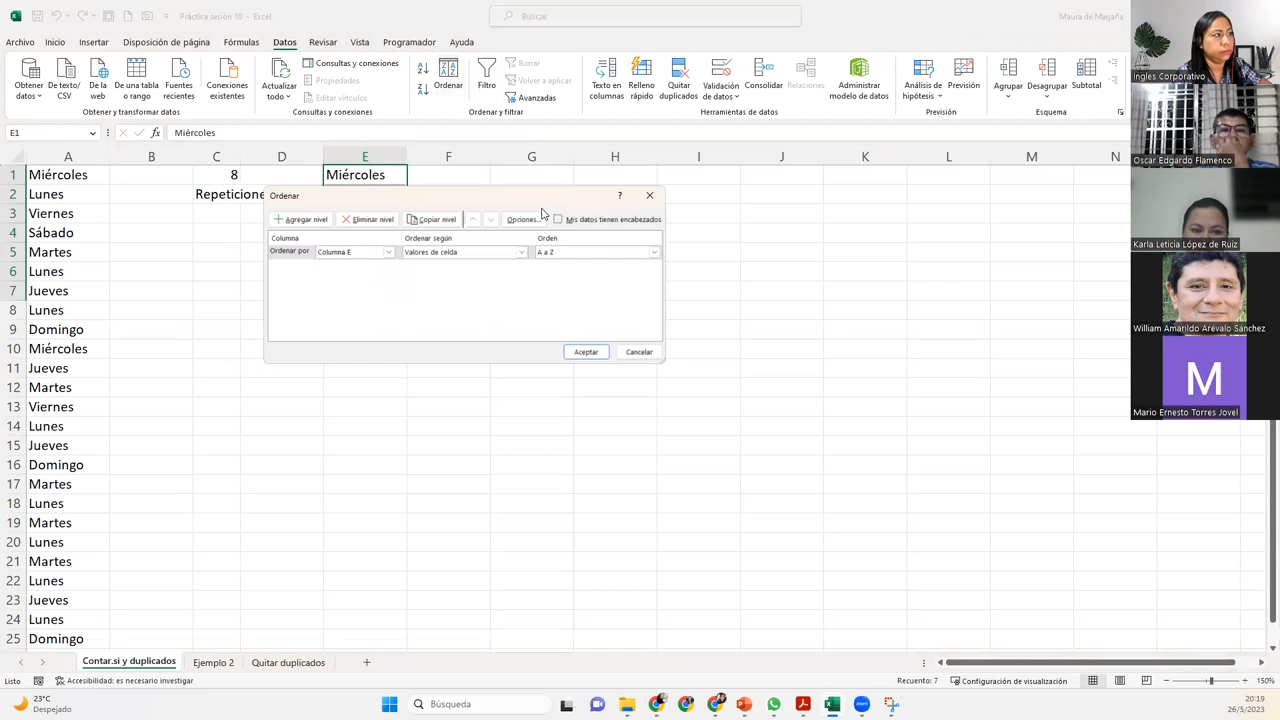 Práctica sesión 10 - Excel
Buscar
Maura de Magaña
Archivo Inicio Insertar Disposición de página Fórmulas Datos Revisar Vista Programador Ayuda
Obtener datos
De texto/ CSV
De la web
De una tabla o rango
Fuentes recientes
Conexiones existentes
Obtener y transformar datos
Actualizar todo
Consultas y conexiones
Propiedades
Editar vínculos
Consultas y conexiones
Ordenar
Filtro
Borrar
Volver a aplicar
Avanzadas
Ordenar y filtrar
Texto en columnas
Relleno rápido
Quitar duplicados
Validación de datos
Consolidar
Relaciones
Administrar modelo de datos
Herramientas de datos
Análisis de hipótesis
Previsión
Previsión
Agrupar
Desagrupar
Subtotal
Esquema
E1 Miércoles
A B C D E F G H I J K L M N
1 Miércoles 8 Miércoles
2 Lunes Repeticione
3 Viernes
4 Sábado
5 Martes
6 Lunes
7 Jueves
8 Lunes
9 Domingo
10 Miércoles
11 Jueves
12 Martes
13 Viernes
14 Lunes
15 Jueves
16 Domingo
17 Martes
18 Lunes
19 Martes
20 Lunes
21 Martes
22 Lunes
23 Jueves
24 Lunes
25 Domingo
Ordenar ?
Agregar nivel Eliminar nivel Copiar nivel Opciones... Mis datos tienen encabezados
Columna Ordenar según Orden
Ordenar por Columna E Valores de celda A a Z
Aceptar Cancelar
Contar.si y duplicados Ejemplo 2 Quitar duplicados
Listo Accesibilidad: es necesario investigar Recuento: 7 Configuración de visualización 150%
23°C
Despejado
Búsqueda
zoom
20:19
26/5/2023
Ingles Corporativo
Oscar Edgardo Flamenco
Karla Leticia López de Ruiz
William Amarildo Arévalo Sánchez
M
Mario Ernesto Torres Jovel